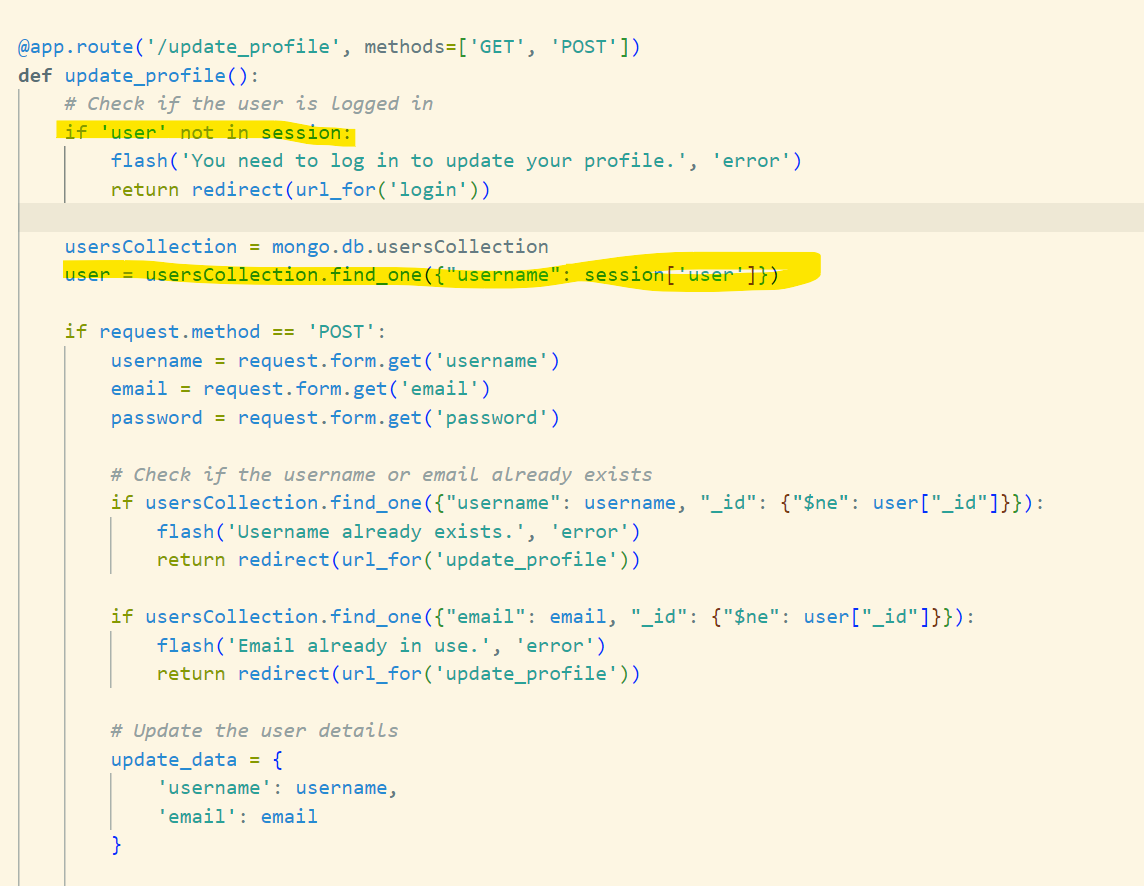 @app.route('/update_profile', methods=['GET', 'POST'])
def update_profile():
    # Check if the user is logged in
    if 'user' not in session:
        flash('You need to log in to update your profile.', 'error')
        return redirect(url_for('login'))

    usersCollection = mongo.db.usersCollection
    user = usersCollection.find_one({"username": session['user']})

    if request.method == 'POST':
        username = request.form.get('username')
        email = request.form.get('email')
        password = request.form.get('password')

        # Check if the username or email already exists
        if usersCollection.find_one({"username": username, "_id": {"$ne": user["_id"]}}):
            flash('Username already exists.', 'error')
            return redirect(url_for('update_profile'))

        if usersCollection.find_one({"email": email, "_id": {"$ne": user["_id"]}}):
            flash('Email already in use.', 'error')
            return redirect(url_for('update_profile'))

        # Update the user details
        update_data = {
            'username': username,
            'email': email
        }